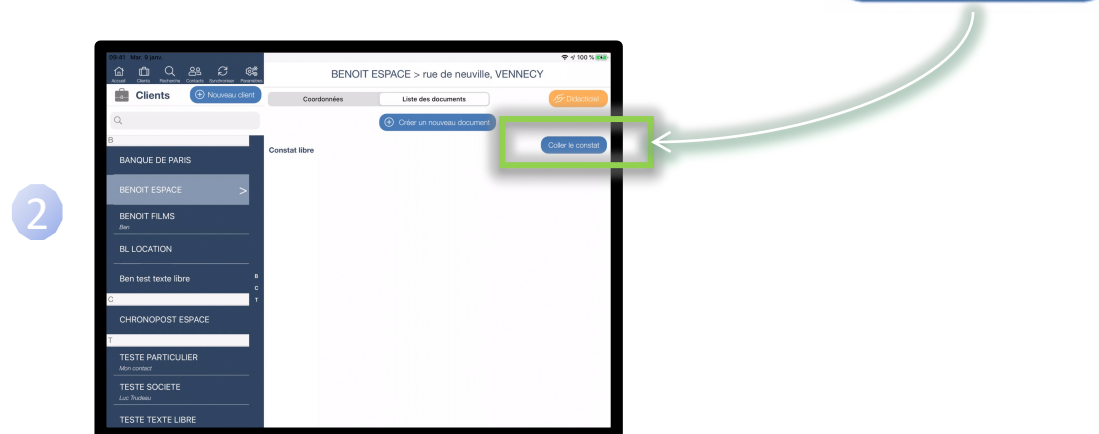 09:41 Mar. 9 janv.
100 %
Accueil Clients Recherche Contacts Synchroniser Paramètres
BENOIT ESPACE > rue de neuville, VENNECY
Clients
Nouveau client
Coordonnées
Liste des documents
Didacticiel
Créer un nouveau document
B
Constat libre
Coller le constat
BANQUE DE PARIS
BENOIT ESPACE >
2
BENOIT FILMS
Ben
BL LOCATION
Ben test texte libre
B
C
T
C
CHRONOPOST ESPACE
T
TESTE PARTICULIER
Mon contact
TESTE SOCIETE
Luc Trudeau
TESTE TEXTE LIBRE